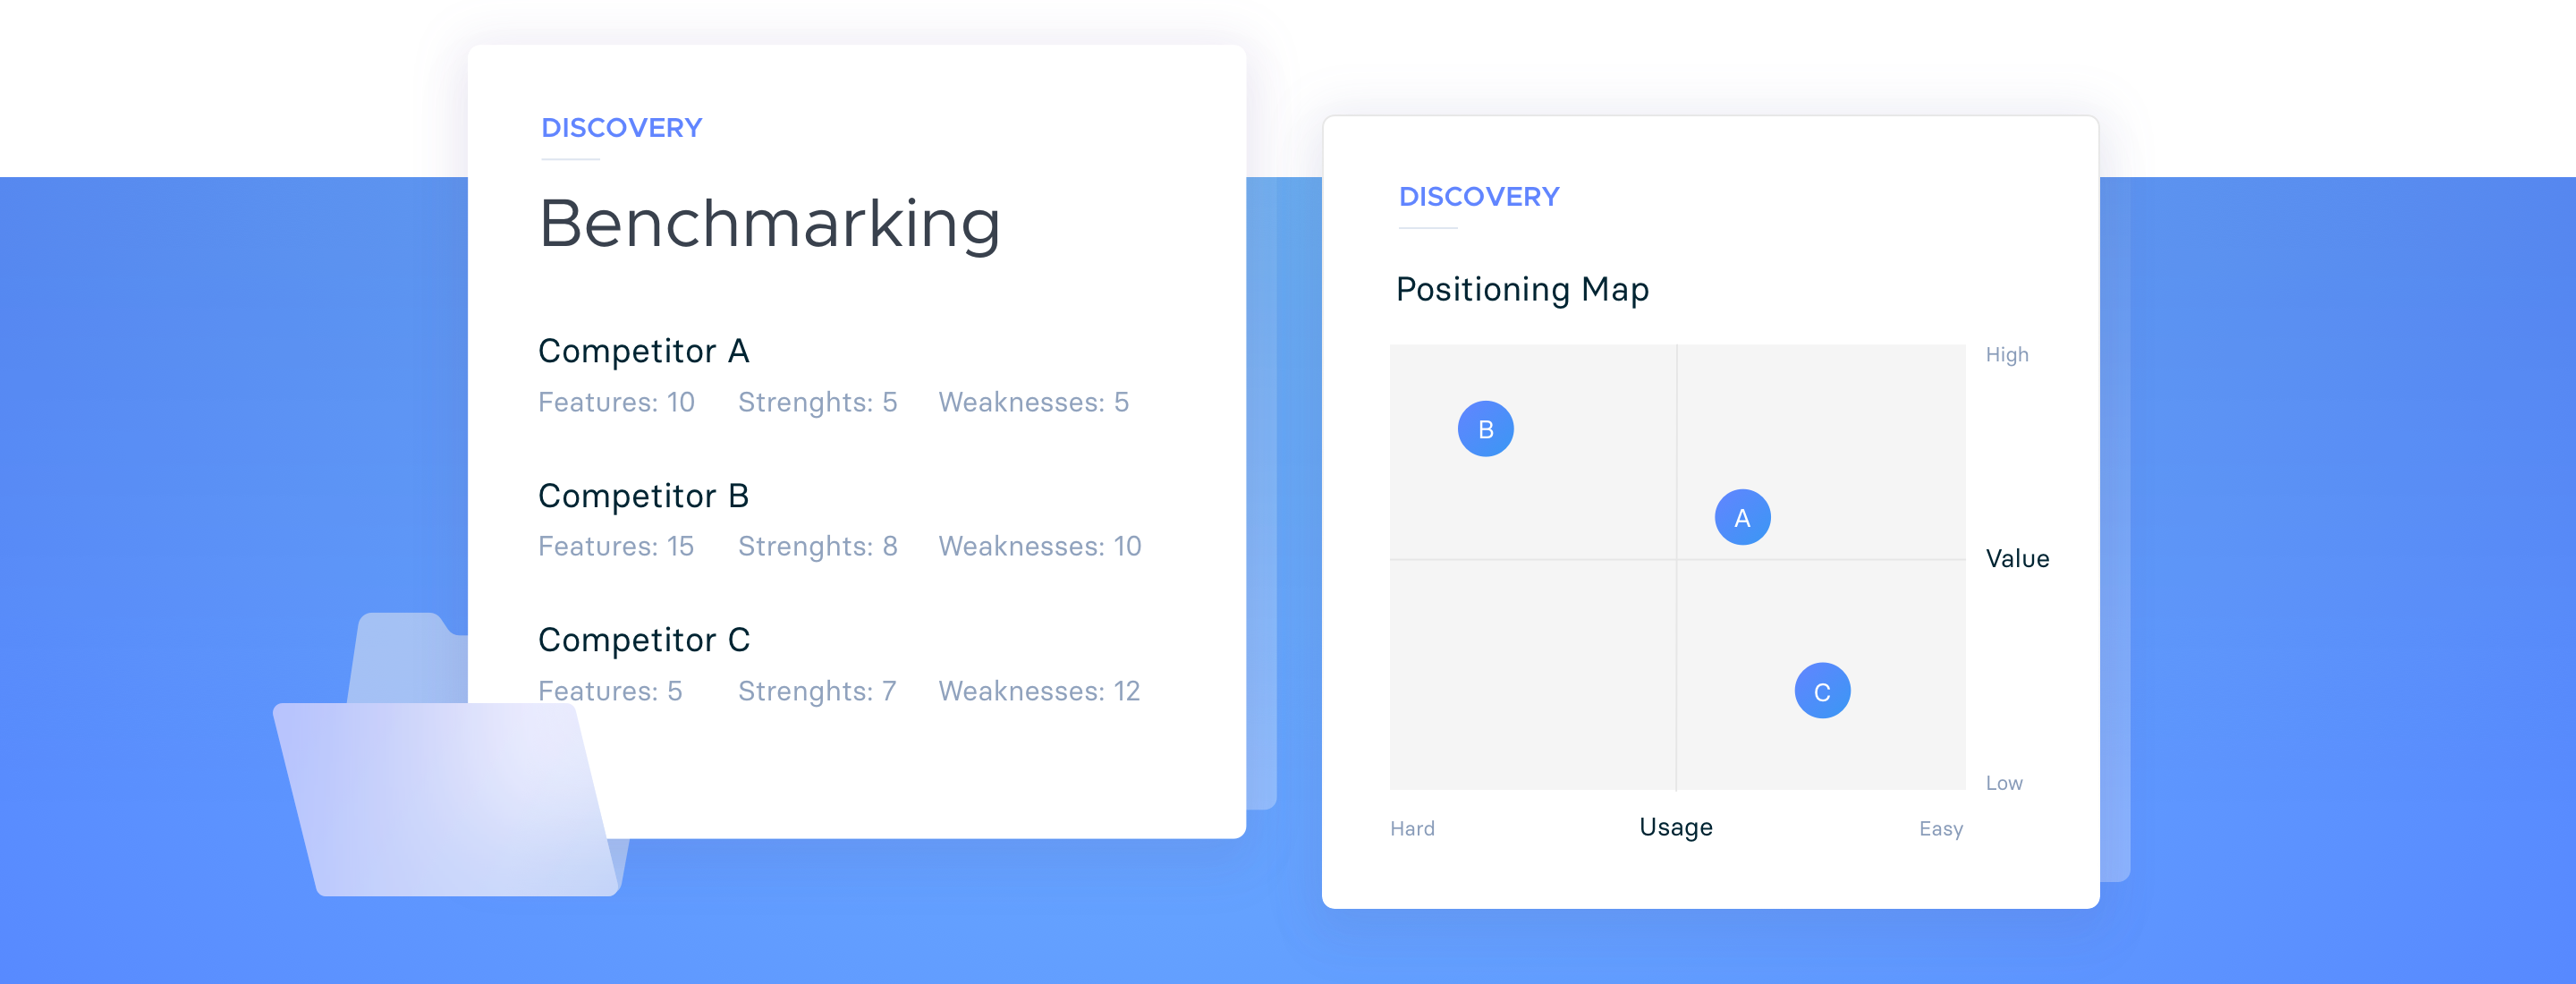 DISCOVERY
Benchmarking
Competitor A
Features: 10 Strenghts: 5 Weaknesses: 5
Competitor B
Features: 15 Strenghts: 8 Weaknesses: 10
Competitor C
Features: 5 Strenghts: 7 Weaknesses: 12
DISCOVERY
Positioning Map
High
B
A
Value
C
Low
Hard Usage Easy